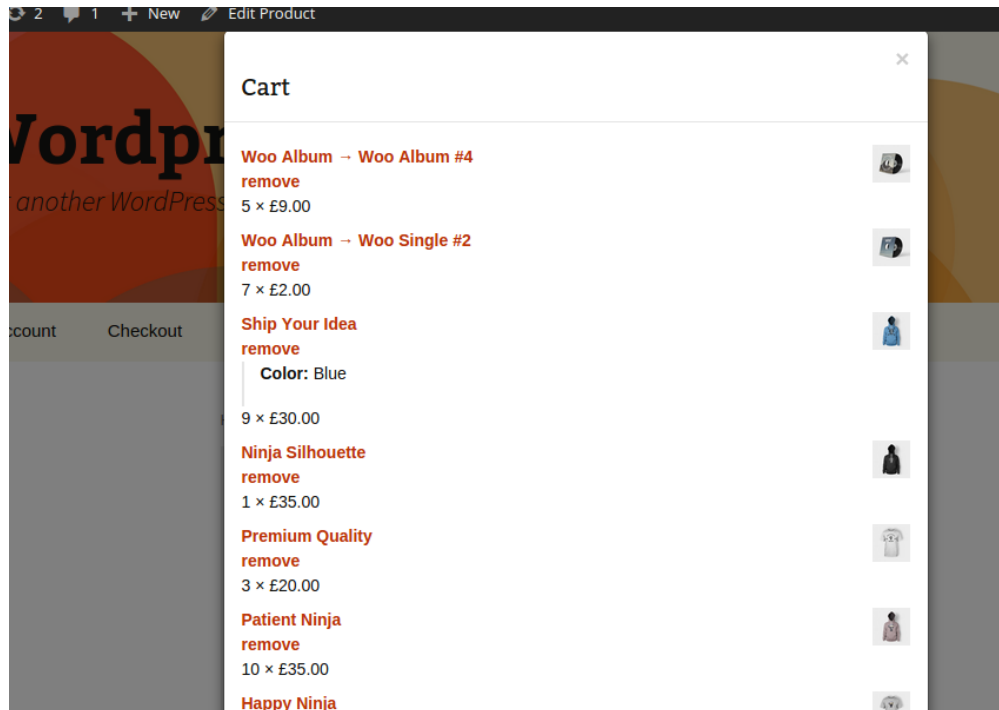 2 1 New Edit Product
Cart
×
Woo Album → Woo Album #4
remove
5 × £9.00
Woo Album → Woo Single #2
remove
7 × £2.00
Ship Your Idea
remove
Color: Blue
9 × £30.00
Ninja Silhouette
remove
1 × £35.00
Premium Quality
remove
3 × £20.00
Patient Ninja
remove
10 × £35.00
Happy Ninja
Wordpr
another WordPress
ccount Checkout